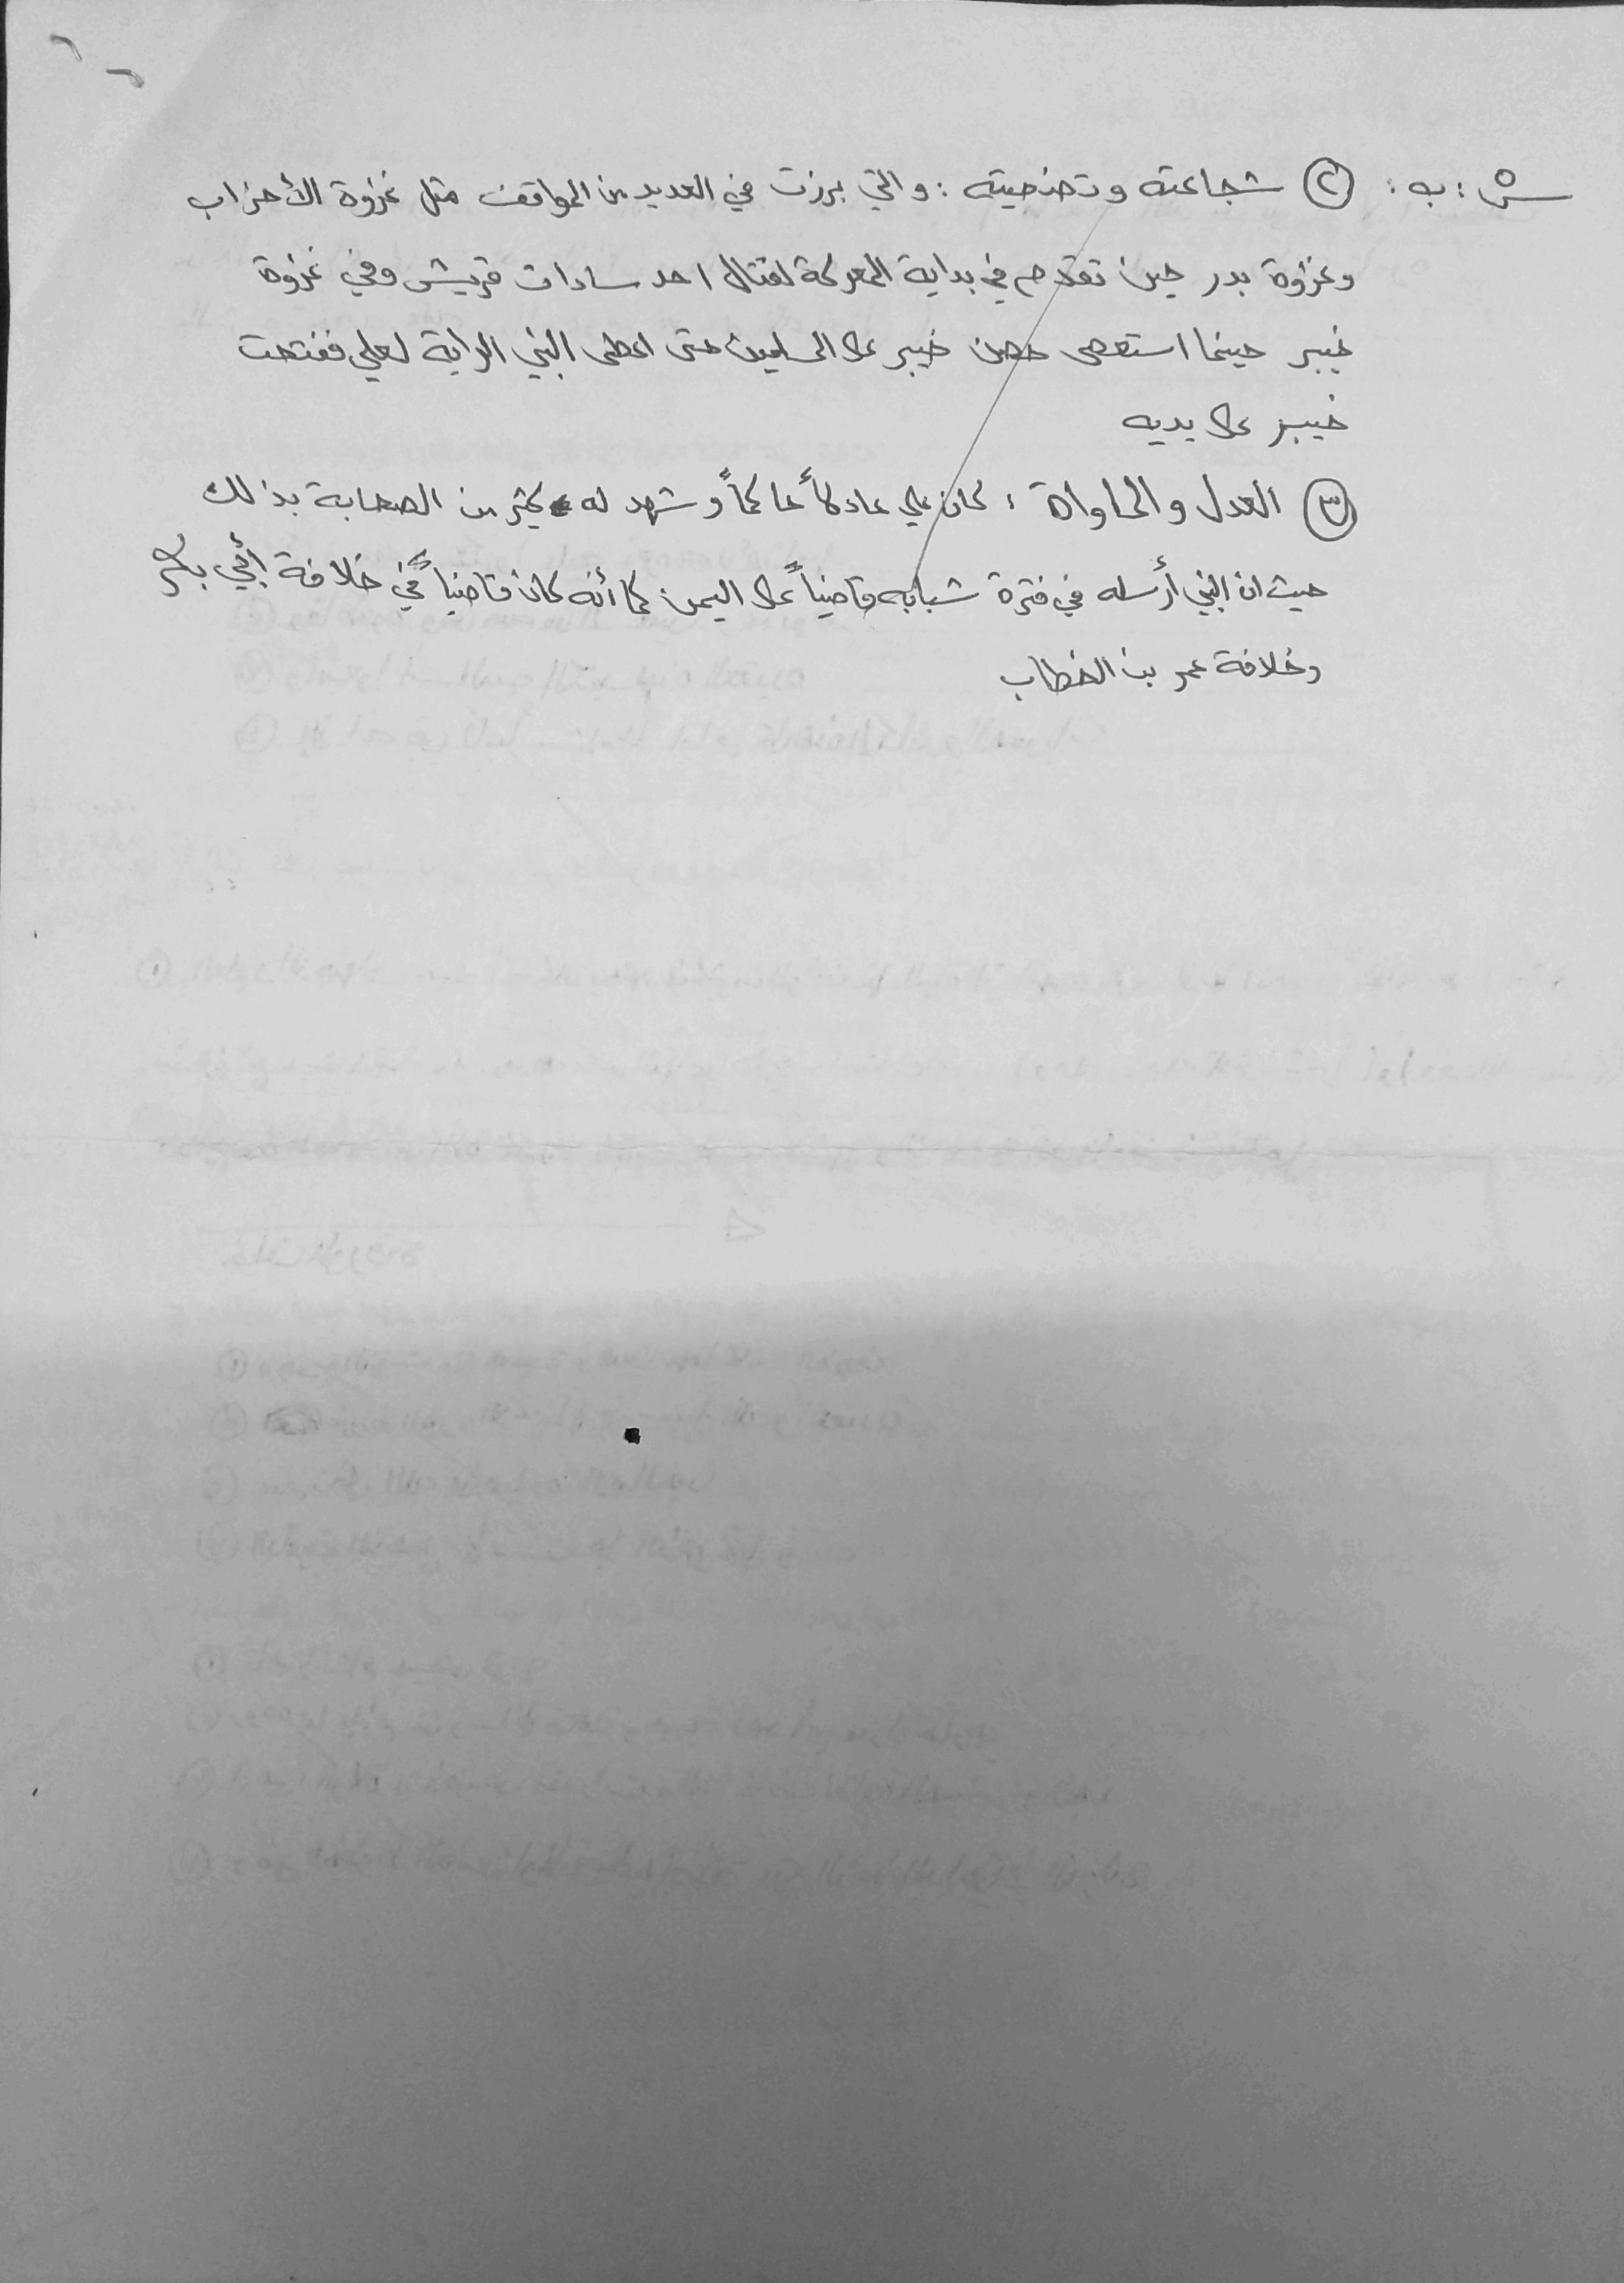 س : ب : ② شجاعته وتضحيته : والتي برزت في العديد من المواقف مثل غزوة الأحزاب
وغزوة بدر حين تقدم في بداية المعركة لقتال احد سادات قريش وفي غزوة
خيبر حينما استعصى حصن خيبر على المسلمين حتى اعطى النبي الراية لعلي ففتحت
خيبر على يديه
③ العدل والمساواة : كان علي عادلاً حاكماً وشهد له كثير من الصحابة بذلك
حيث ان النبي أرسله في فترة شبابه قاضياً على اليمن كما أنه كان قاضياً في خلافة أبي بكر
وخلافة عمر بن الخطاب